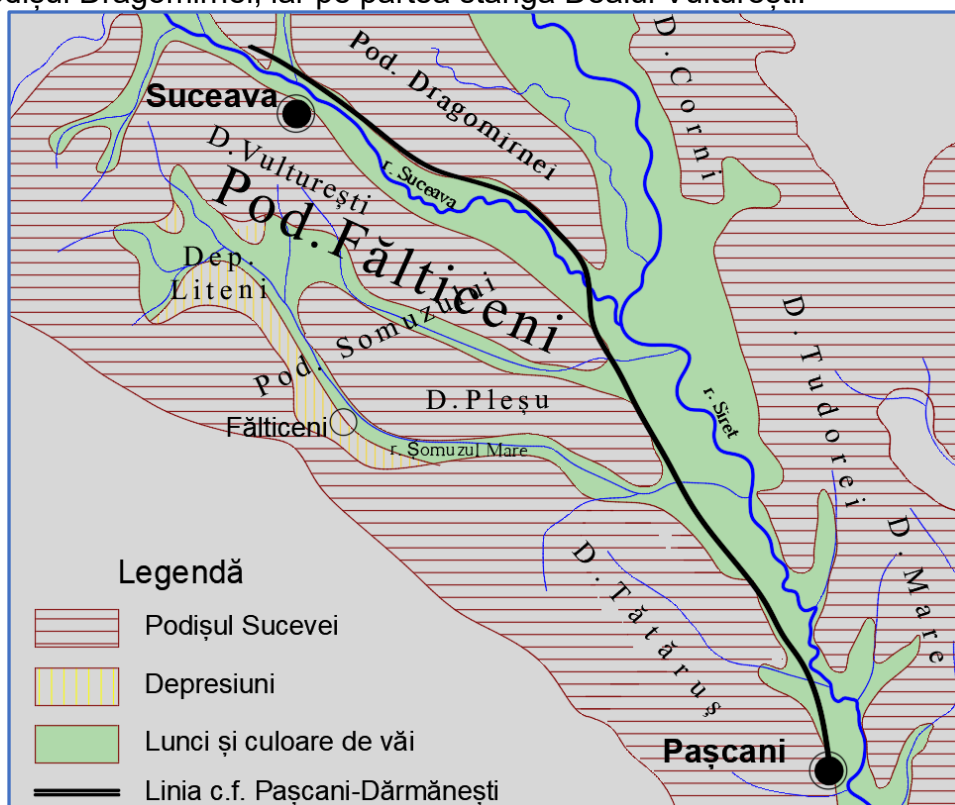 odișul Dragomirnei, iar pe partea stângă Dealul Vulturești.
Pod. Dragomirnei
D. Corni
Suceava
D. Vulturești
r. Suceava
Pod. Fălticeni
Dep.
Liteni
Pod. Somuzului
D. Tudorei
D. Pleșu
r. Siret
Fălticeni
r. Somuzul Mare
D. Mare
D. Tătăruș
Legendă
Podișul Sucevei
Depresiuni
Lunci și culoare de văi
Pașcani
Linia c.f. Pașcani-Dărmănești